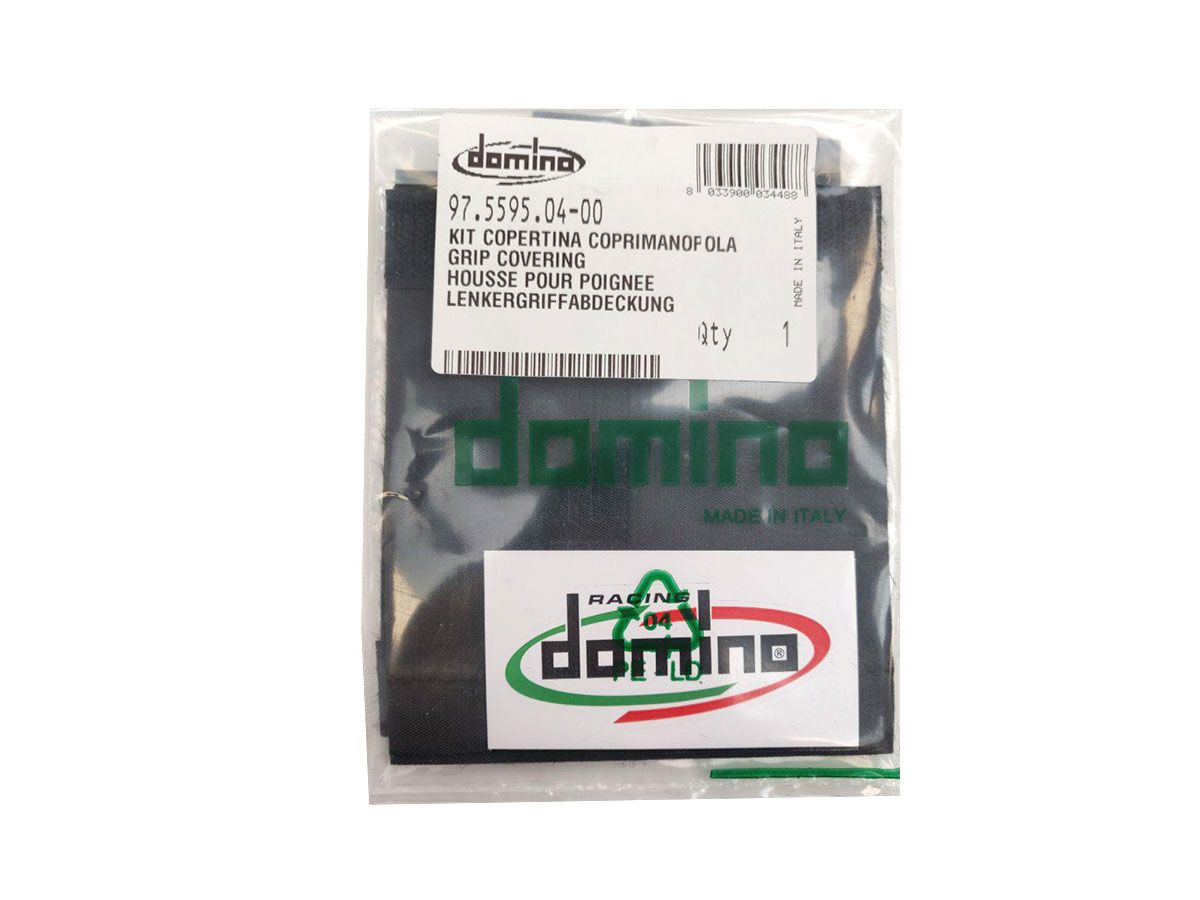 domino
8 033900 034488
97.5595.04-00
KIT COPERTINA COPRIMANOPOLA
GRIP COVERING
HOUSSE POUR POIGNEE
LENKERGRIFFABDECKUNG
MADE IN ITALY
Qty 1
domino
MADE IN ITALY
RACING
04
domino®
PE LD